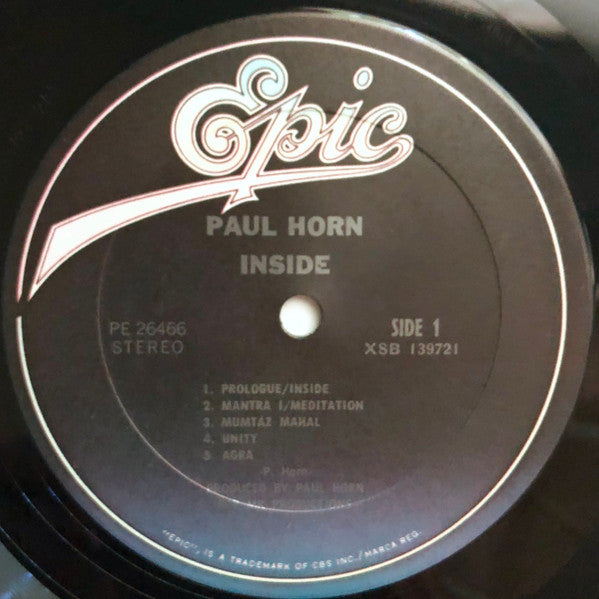 Epic
PAUL HORN
INSIDE
PE 26466
STEREO
SIDE 1
XSB 139721
1. PROLOGUE/INSIDE
2. MANTRA I/MEDITATION
3. MUMTAZ MAHAL
4. UNITY
5 AGRA
-P. Horn-
PRODUCED BY PAUL HORN
"EPIC", IS A TRADEMARK OF CBS INC./MARCA REG.